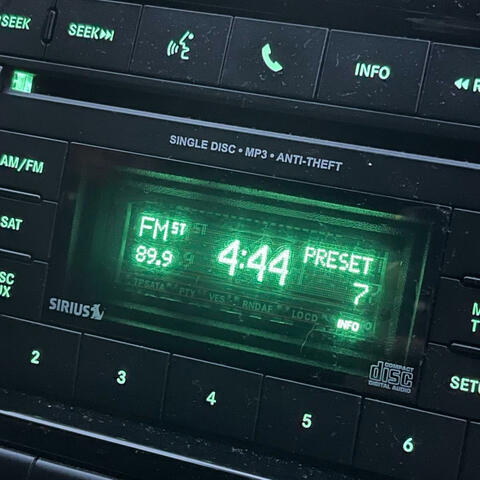 SEEK
SEEK
INFO
SINGLE DISC • MP3 • ANTI-THEFT
AM/FM
SAT
SIRIUS
FM ST
89.9
4:44
PRESET
7
INFO
COMPACT
disc
DIGITAL AUDIO
2
3
4
5
6